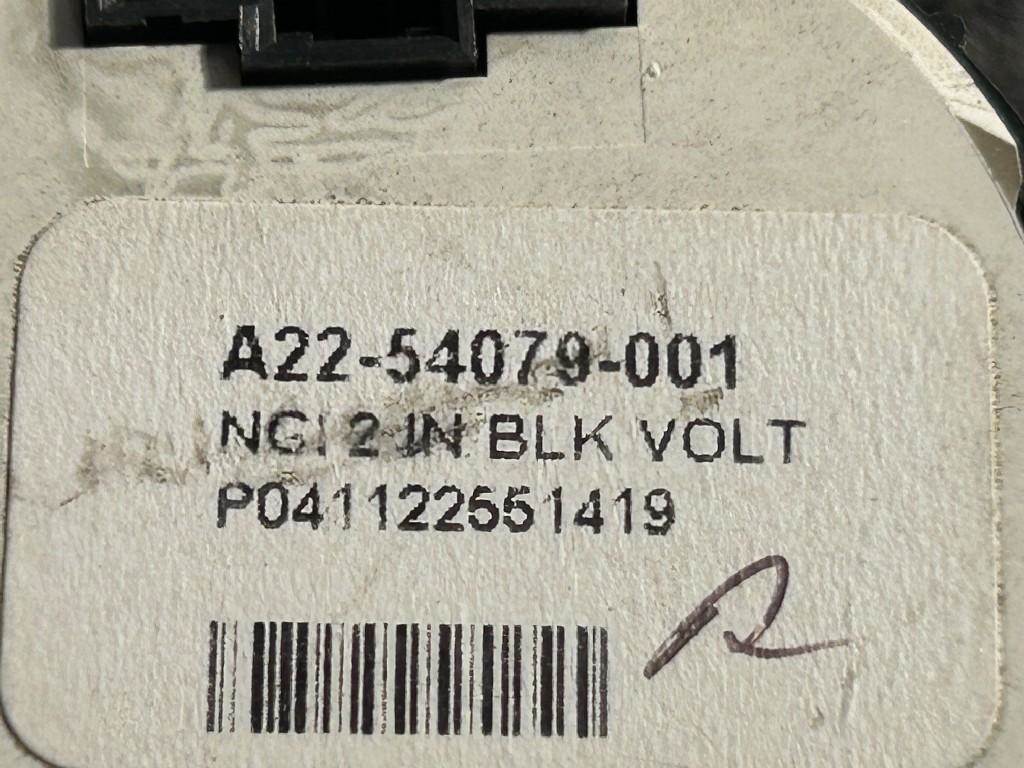 A22-54079-001
NGI 2 IN BLK VOLT
P041122551419